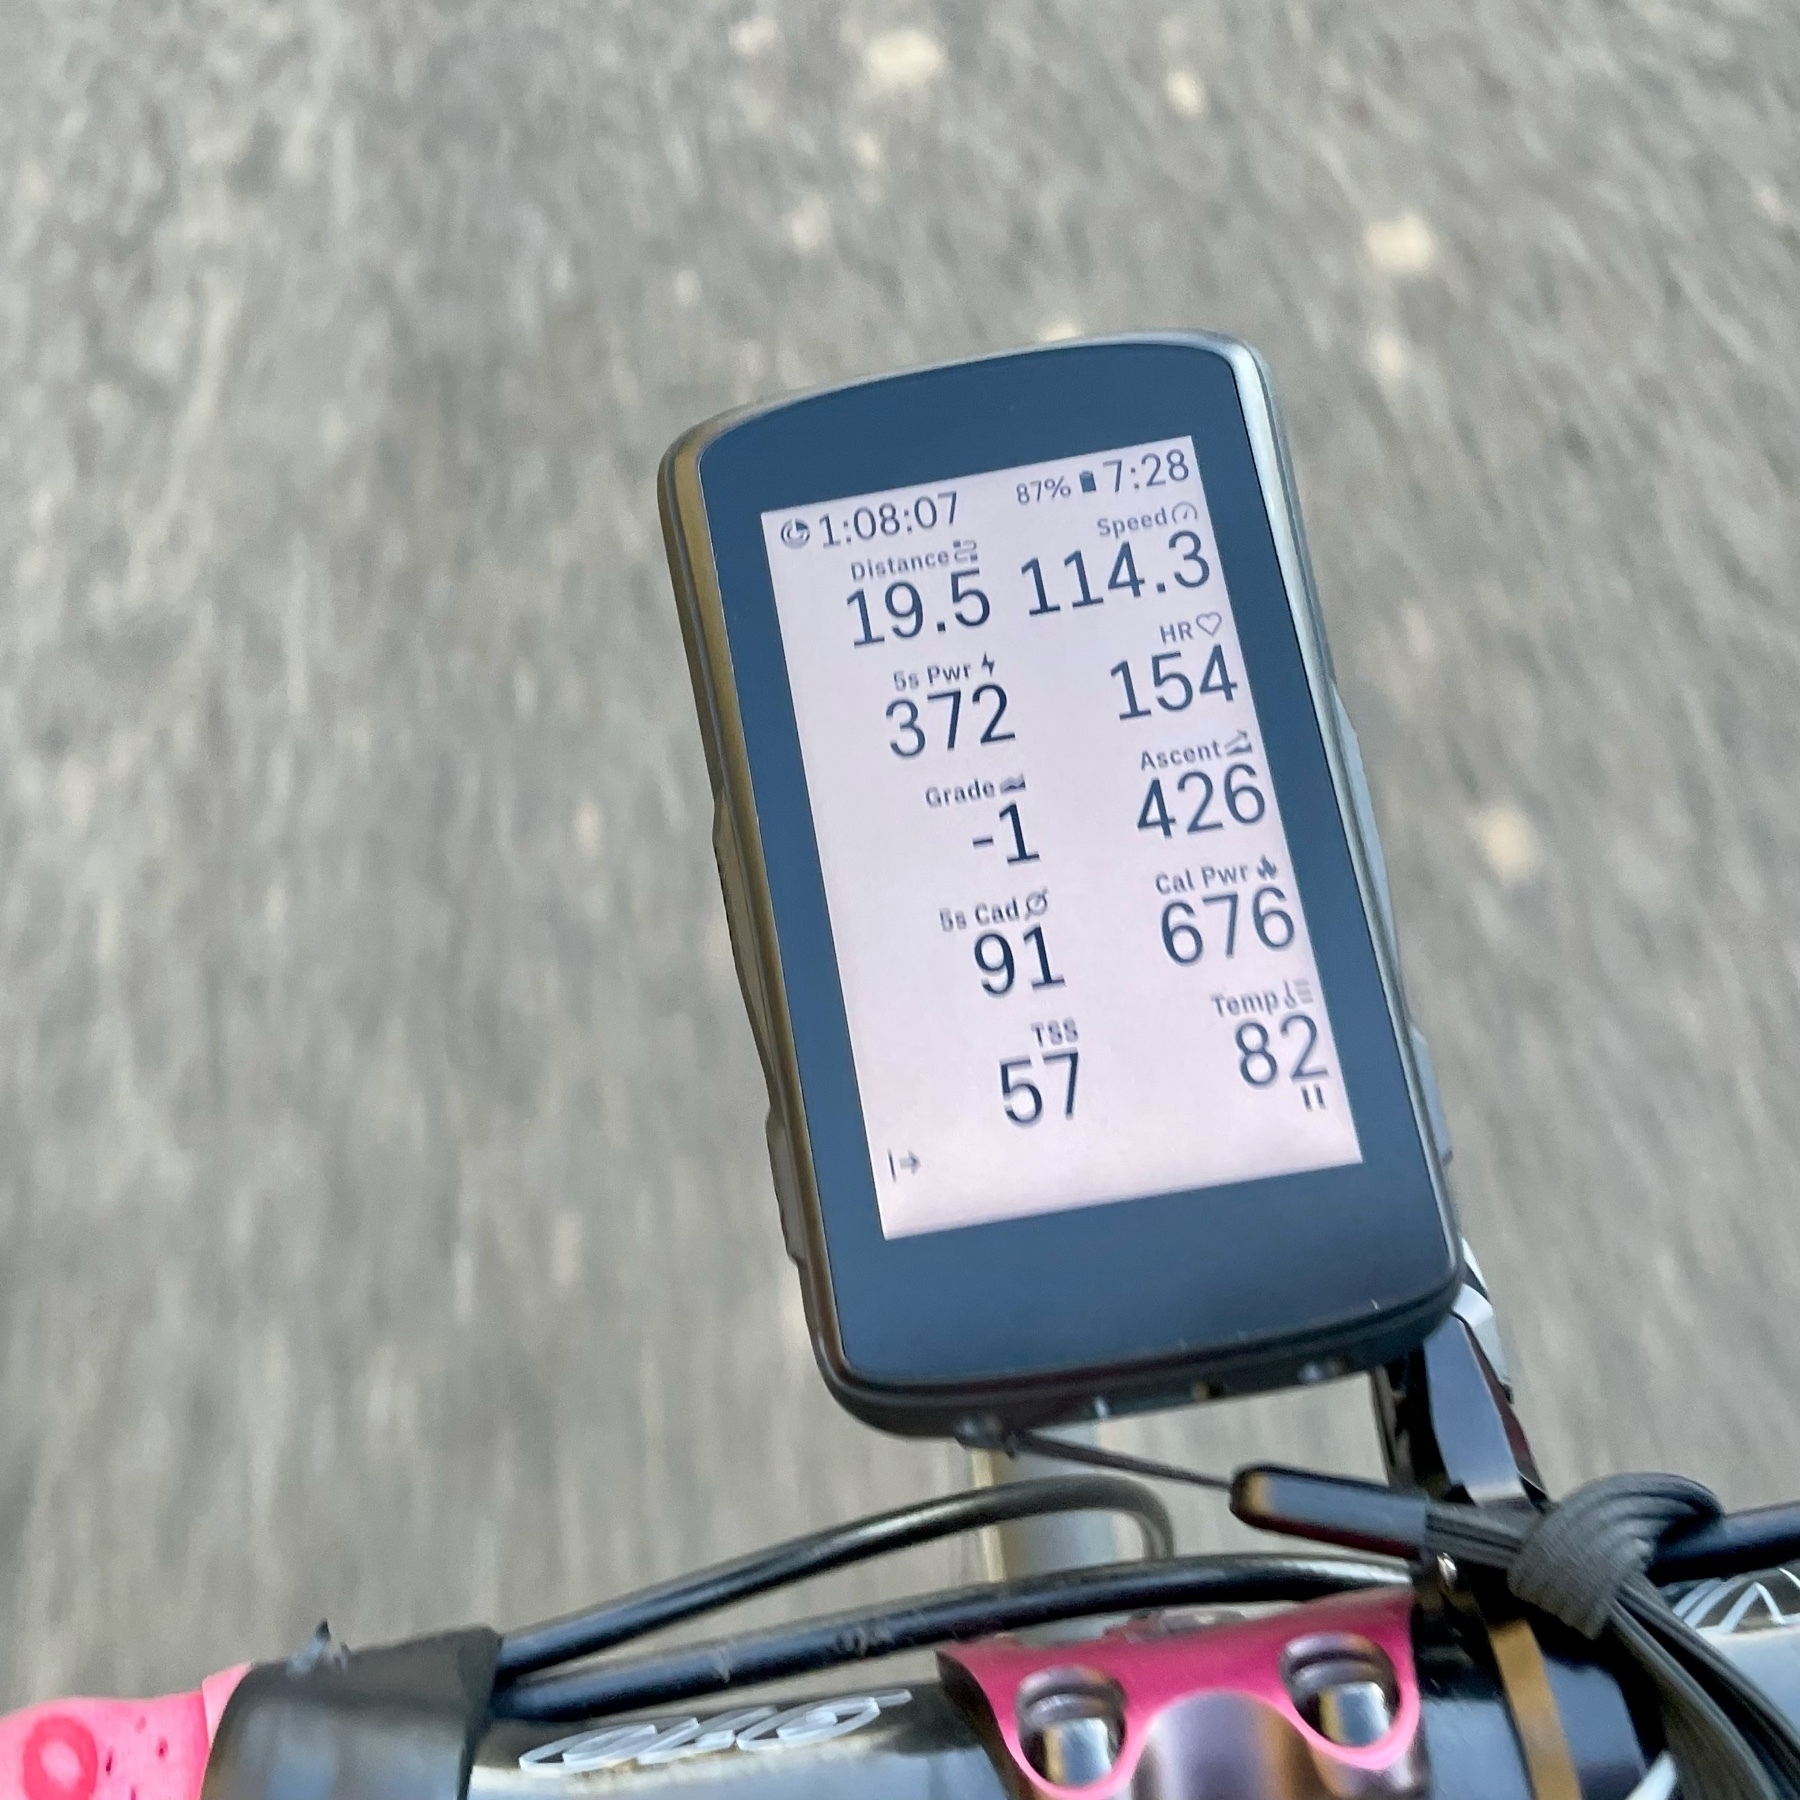 1:08:07 87% 7:28
Distance Speed
19.5 114.3
5s Pwr HR
372 154
Grade Ascent
-1 426
5s Cad Cal Pwr
91 676
TSS Temp
57 82